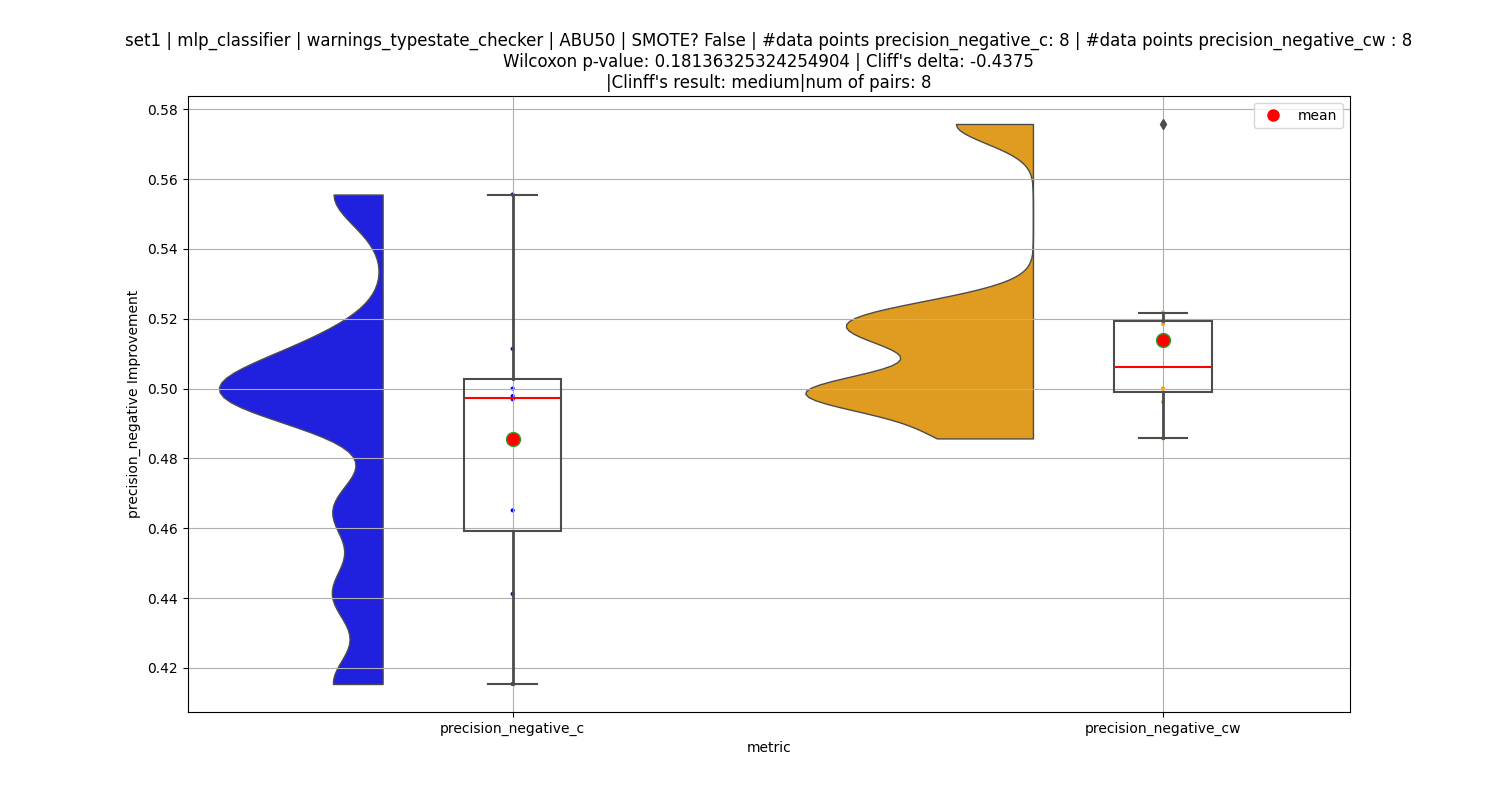 set1 | mlp_classifier | warnings_typestate_checker | ABU50 | SMOTE? False | #data points precision_negative_c: 8 | #data points precision_negative_cw : 8
Wilcoxon p-value: 0.18136325324254904 | Cliff's delta: -0.4375
|Clinff's result: medium|num of pairs: 8
mean
0.58
0.56
0.54
0.52
0.50
0.48
0.46
0.44
0.42
precision_negative Improvement
precision_negative_c
precision_negative_cw
metric